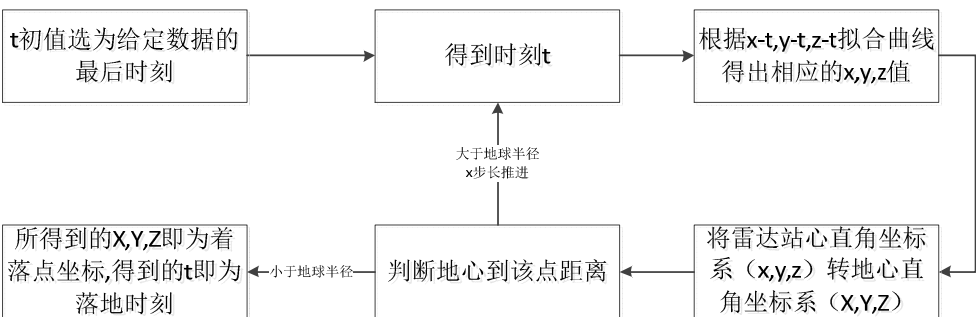 t初值选为给定数据的
最后时刻
得到时刻t
根据x-t,y-t,z-t拟合曲线
得出相应的x,y,z值
大于地球半径
x步长推进
将雷达站心直角坐标
系（x,y,z）转地心直
角坐标系（X,Y,Z）
判断地心到该点距离
小于地球半径
所得到的X,Y,Z即为着
落点坐标,得到的t即为
落地时刻